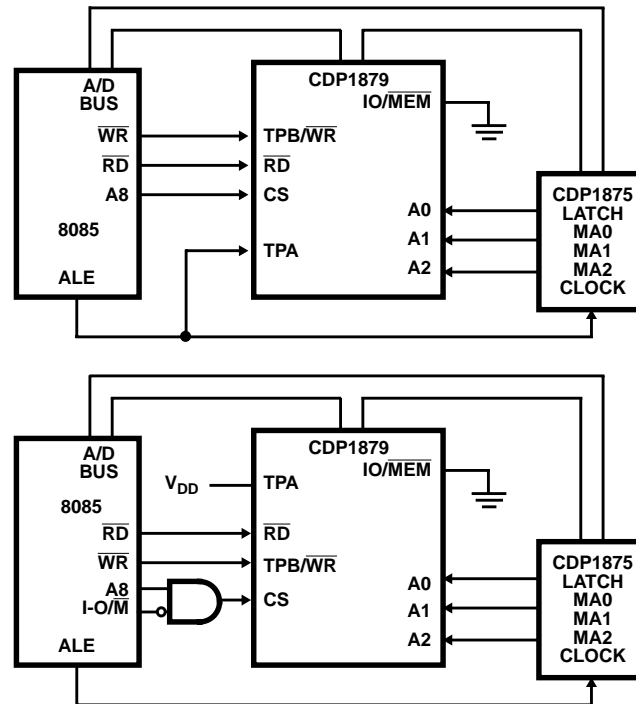 A/D
BUS
WR
RD
A8
8085
ALE
CDP1879
IO/MEM
TPB/WR
RD
CS
TPA
A0
A1
A2
CDP1875
LATCH
MA0
MA1
MA2
CLOCK
A/D
BUS
8085
RD
WR
A8
I-O/M
ALE
VDD
CDP1879
IO/MEM
TPA
RD
TPB/WR
CS
A0
A1
A2
CDP1875
LATCH
MA0
MA1
MA2
CLOCK